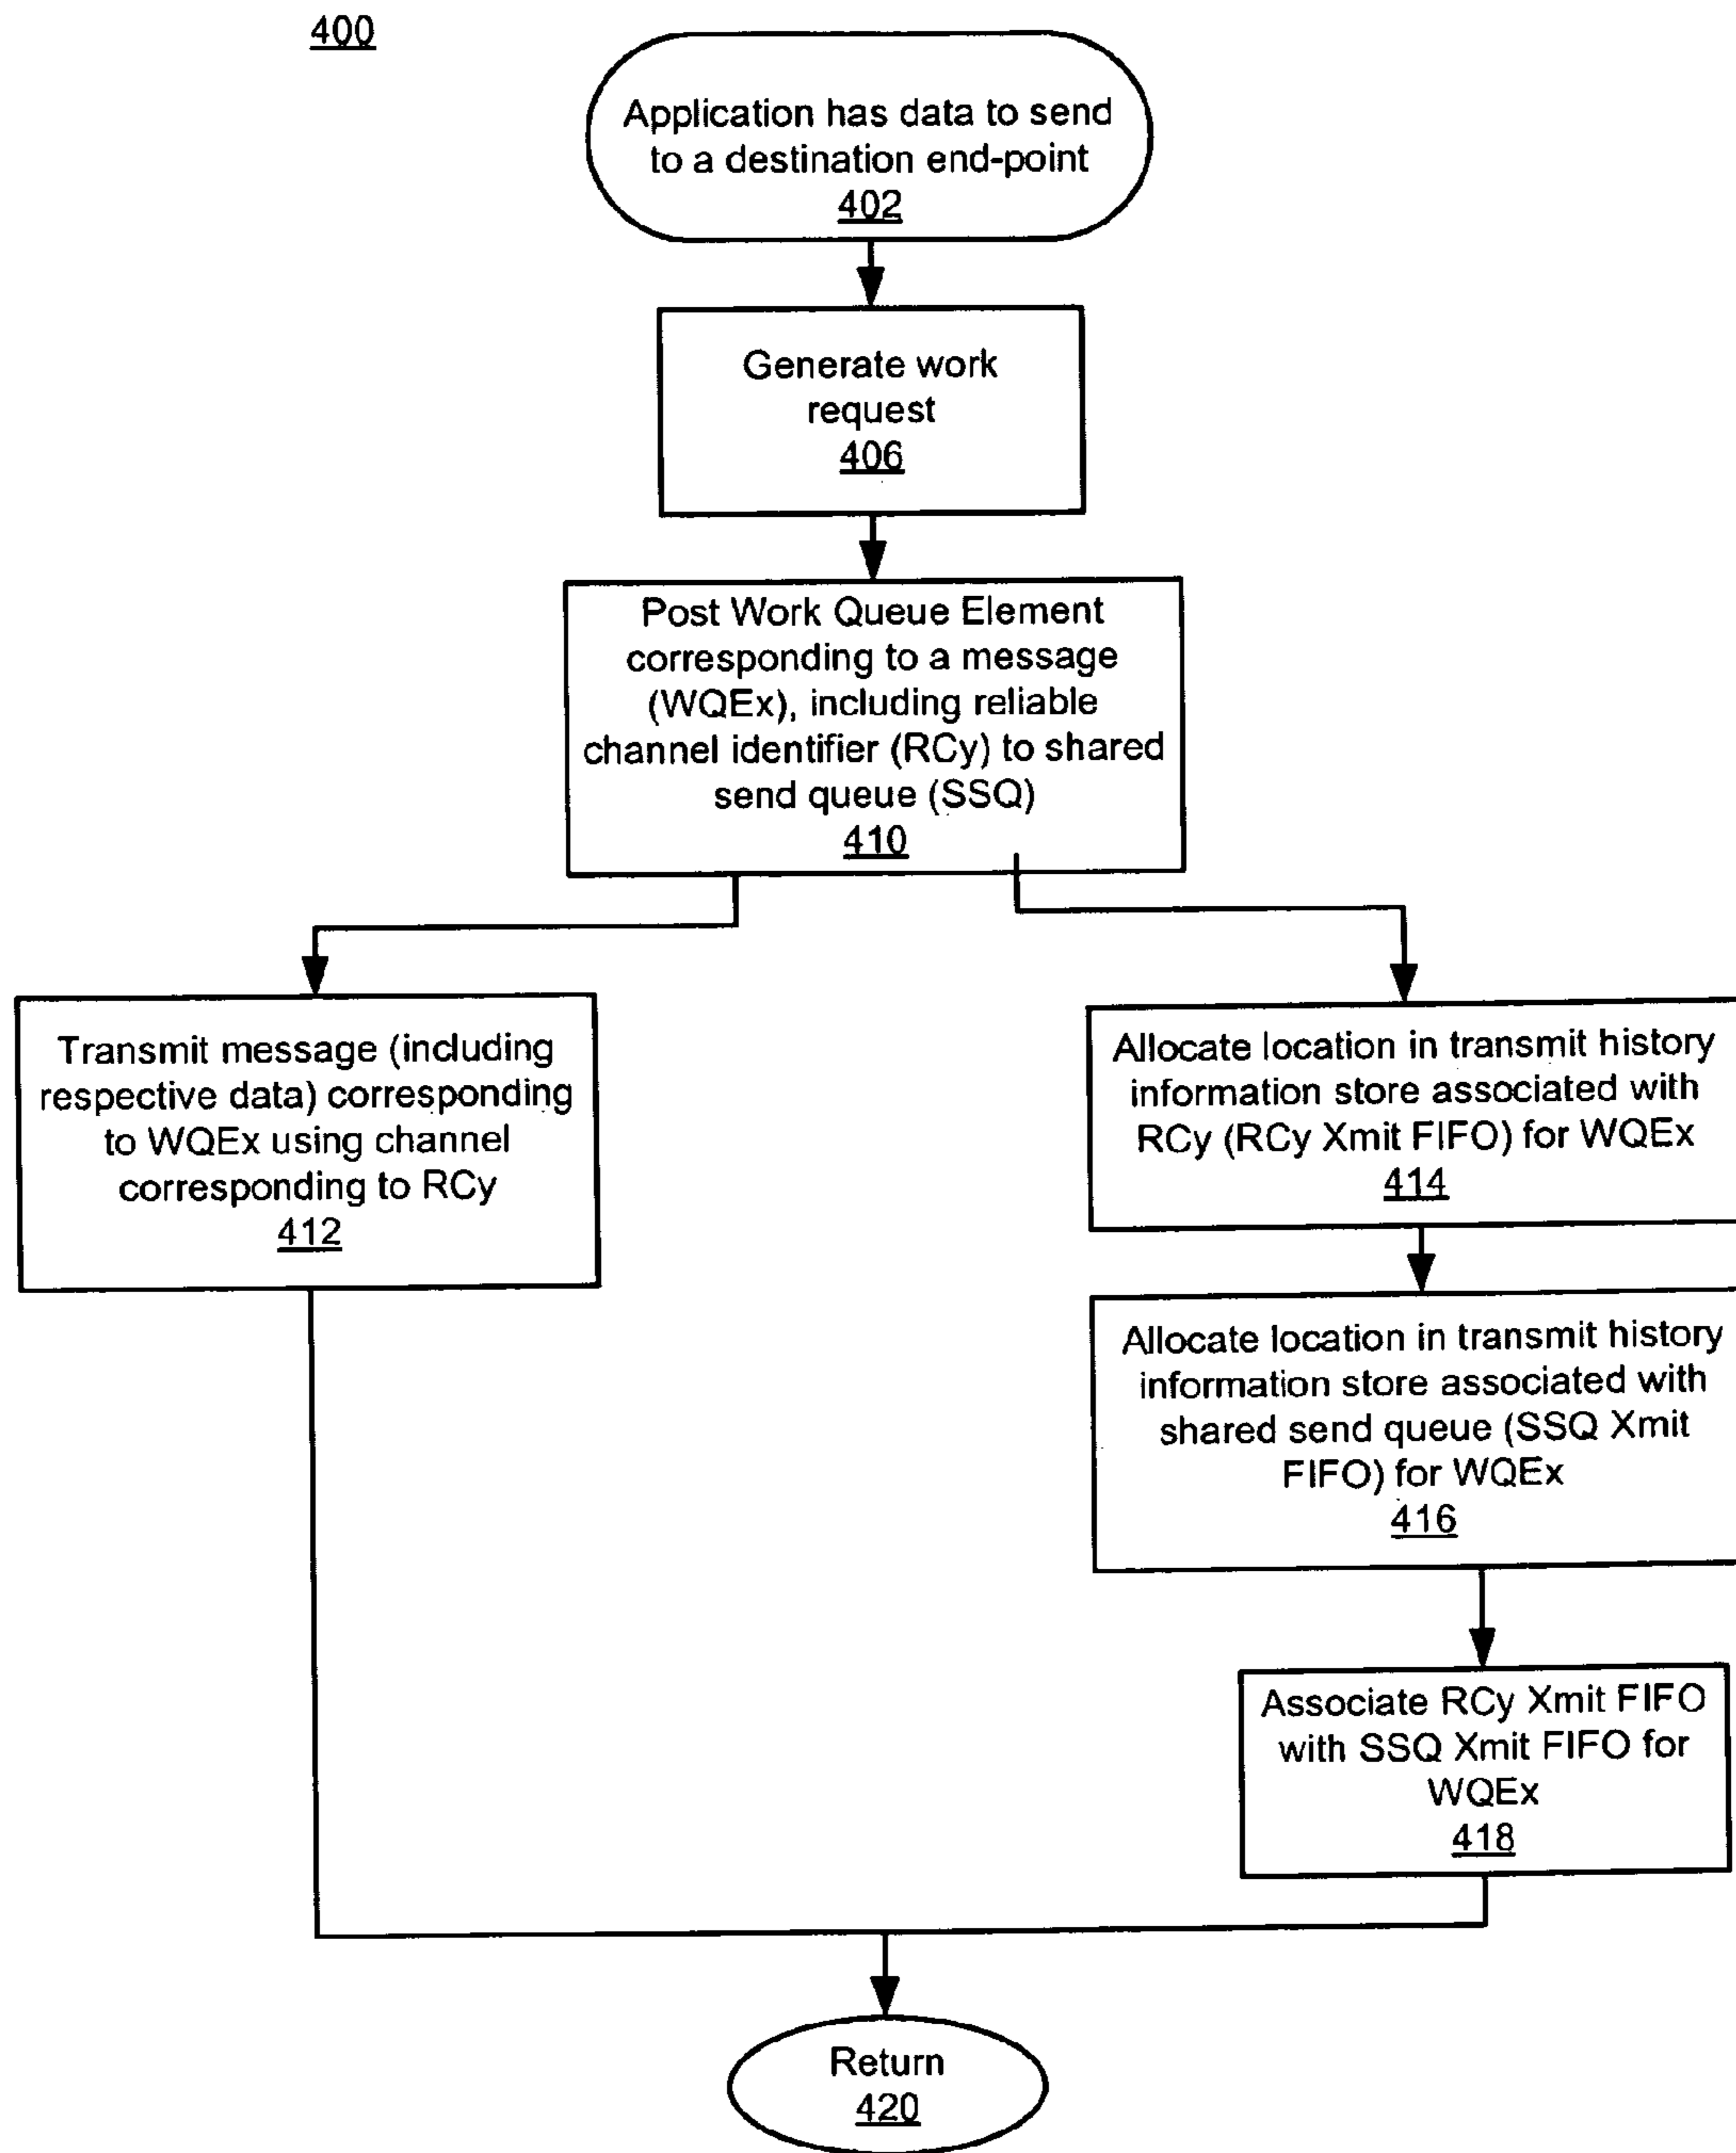 400
Application has data to send
to a destination end-point
402
Generate work
request
406
Post Work Queue Element
corresponding to a message
(WQEx), including reliable
channel identifier (RCy) to shared
send queue (SSQ)
410
Transmit message (including
respective data) corresponding
to WQEx using channel
corresponding to RCy
412
Allocate location in transmit history
information store associated with
RCy (RCy Xmit FIFO) for WQEx
414
Allocate location in transmit history
information store associated with
shared send queue (SSQ Xmit
FIFO) for WQEx
416
Associate RCy Xmit FIFO
with SSQ Xmit FIFO for
WQEx
418
Return
420